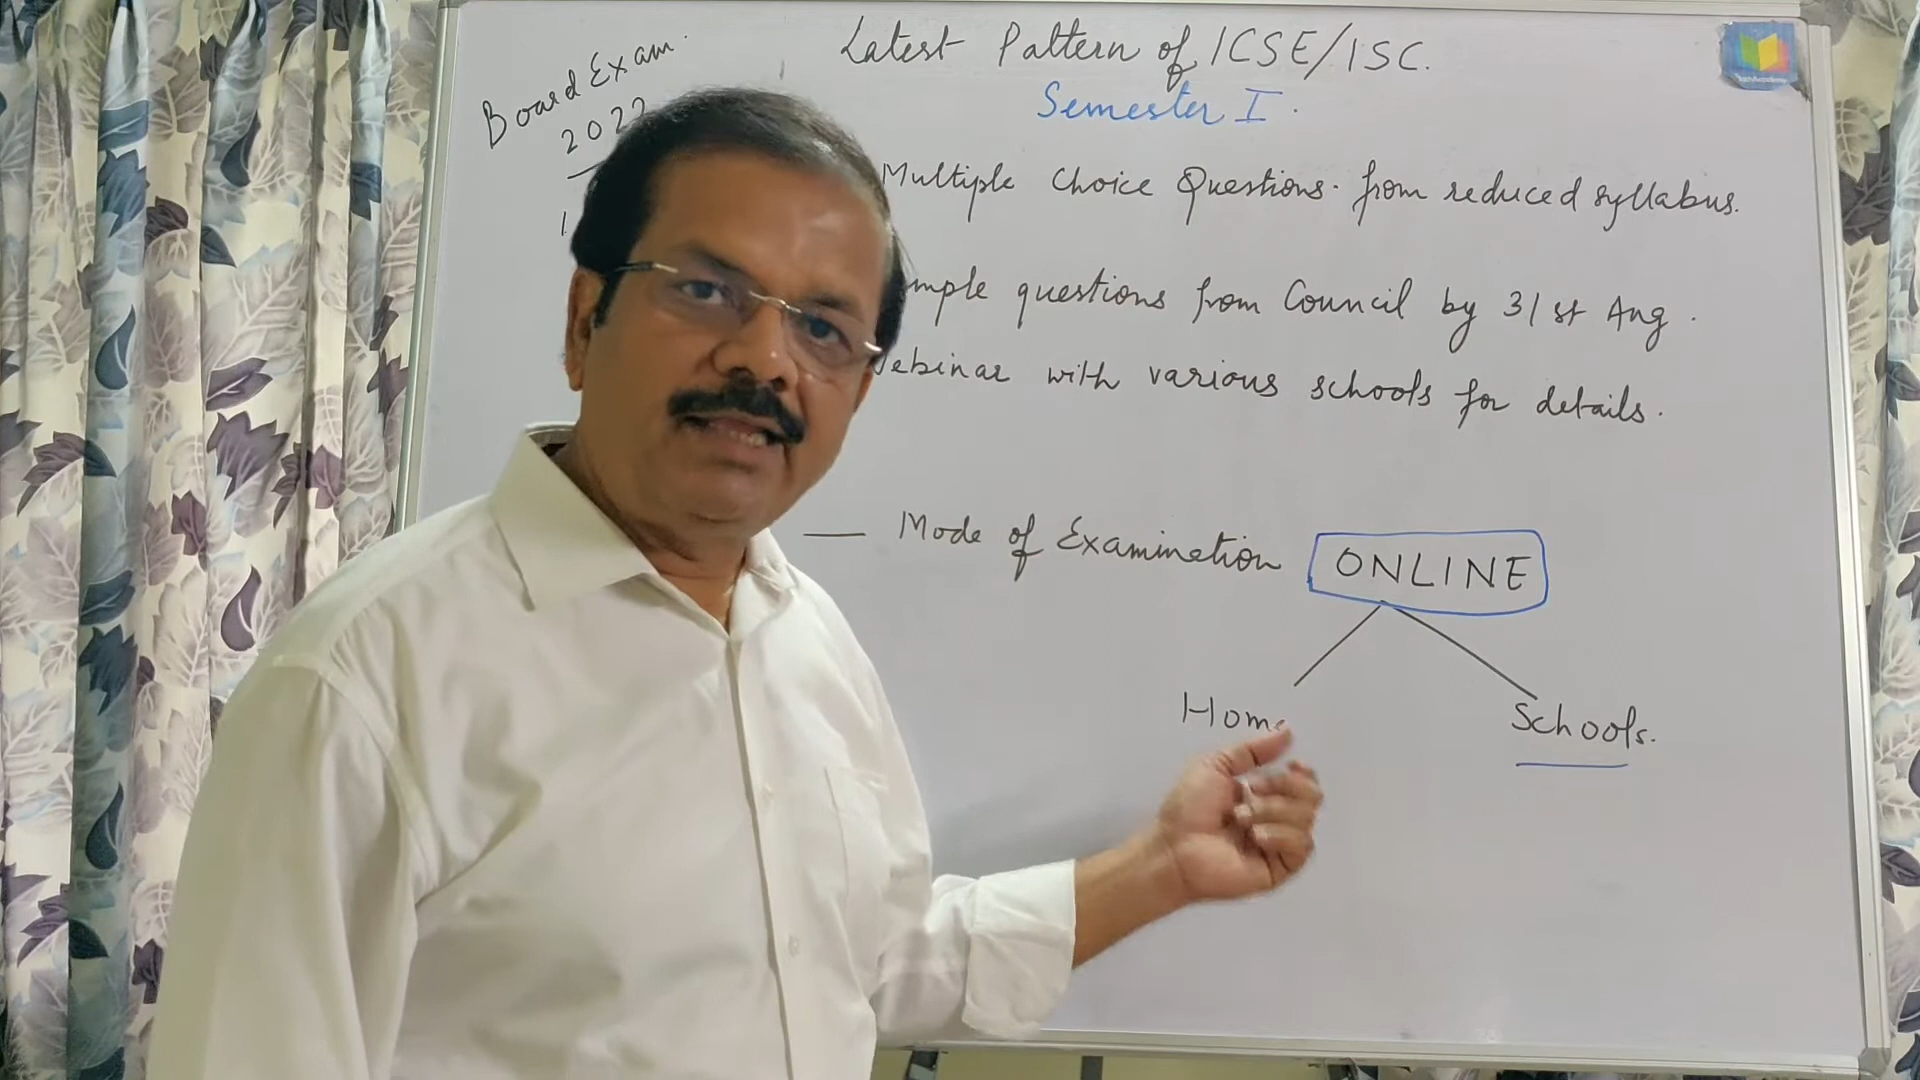 Board Exam.
2022
Latest Pattern of ICSE/ISC.
Semester I.
1.
Multiple Choice Questions. from reduced syllabus.
mple questions from Council by 31st Aug.
ebinar with various schools for details.
— Mode of Examination ONLINE
Home
Schools.